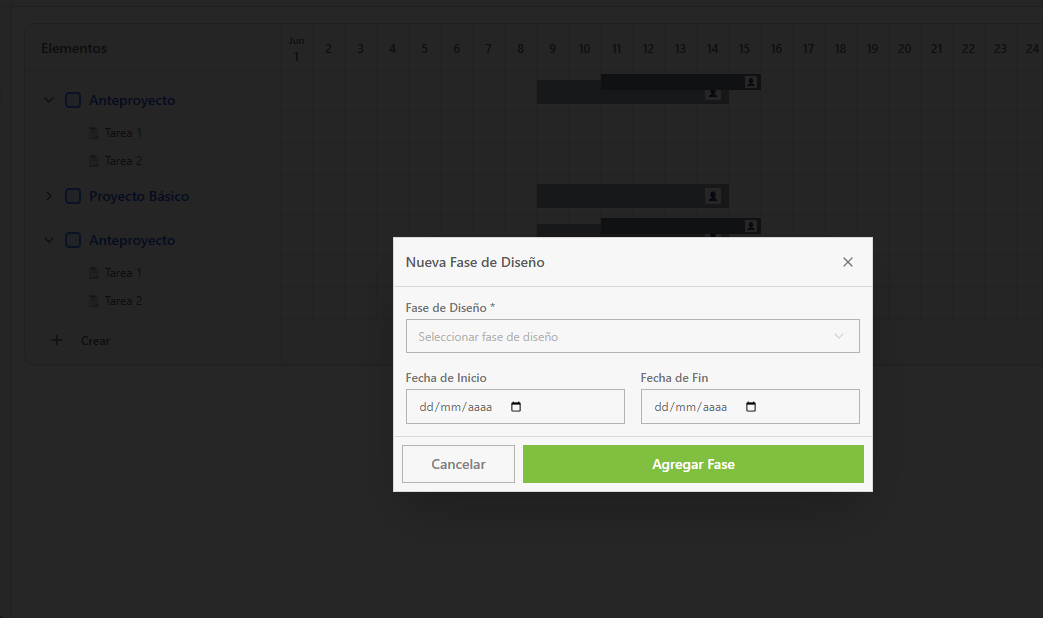 Jun
Elementos 1 2 3 4 5 6 7 8 9 10 11 12 13 14 15 16 17 18 19 20 21 22 23 24
Anteproyecto
Tarea 1
Tarea 2
Proyecto Básico
Anteproyecto
Tarea 1
Tarea 2
Crear
Nueva Fase de Diseño
Fase de Diseño *
Seleccionar fase de diseño
Fecha de Inicio Fecha de Fin
dd/mm/aaaa dd/mm/aaaa
Cancelar Agregar Fase